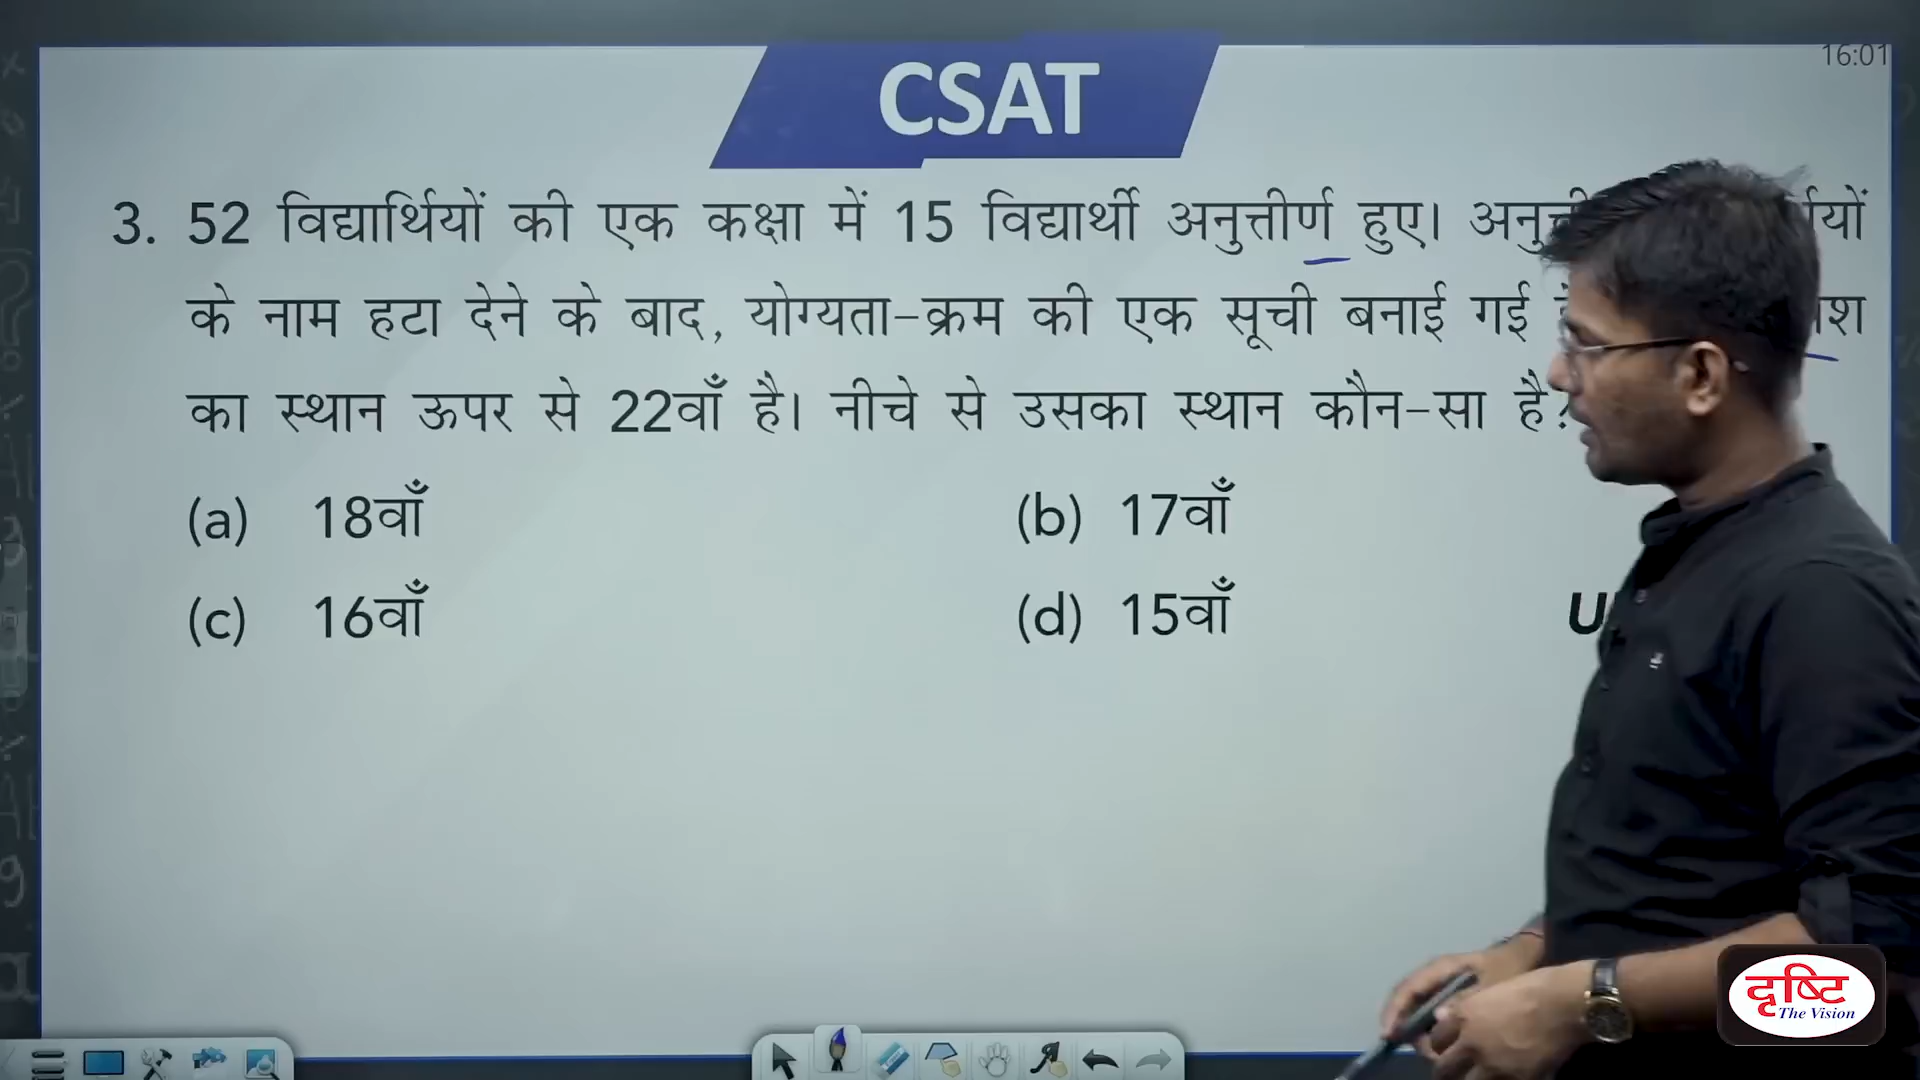 16:01
CSAT
3. 52 विद्यार्थियों की एक कक्षा में 15 विद्यार्थी अनुत्तीर्ण हुए।
के नाम हटा देने के बाद, योग्यता-क्रम की एक सूची बनाई गई
का स्थान ऊपर से 22वाँ है। नीचे से उसका स्थान कौन-सा है?
(a) 18वाँ (b) 17वाँ
(c) 16वाँ (d) 15वाँ
दृष्टि
The Vision